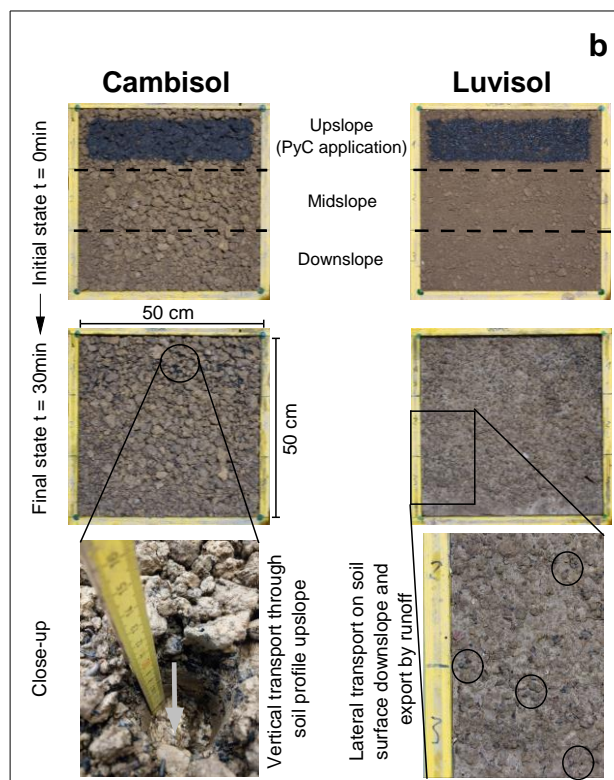 b
Cambisol
Luvisol
Initial state t = 0min
Upslope
(PyC application)
Midslope
Downslope
50 cm
Final state t = 30min
50 cm
Close-up
Vertical transport through
soil profile upslope
Lateral transport on soil
surface downslope and
export by runoff